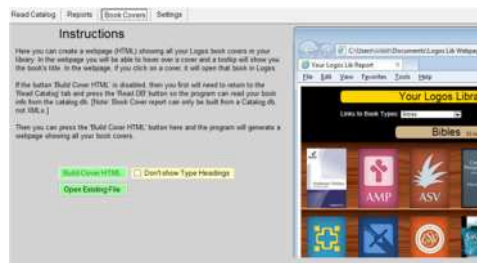 Read Catalog Reports Book Covers Settings
Instructions
Here you can create a webpage (HTML) showing all your Logos book covers in your
library. In the webpage you will be able to hover over a cover and a tooltip will show you
the book's title. In the webpage, if you click on a cover, it will open that book in Logos
If the button 'Build Cover HTML' is disabled, then you first will need to return to the
'Read Catalog' tab and press the 'Read DB' button so the program can read your book
info from the catalog db. [Note: 'Book Cover report can only be built from a Catalog db,
not XMLs.]
Then you can press the 'Build Cover HTML' button here and the program will generate a
webpage showing all your book covers.
Build Cover HTML
Don't show Type Headings
Open Existing File
Your Logos Library
File Edit View Favorites Tools Help
Your Logos Libra
Links to Book Types
Bibles
AMP
ASV